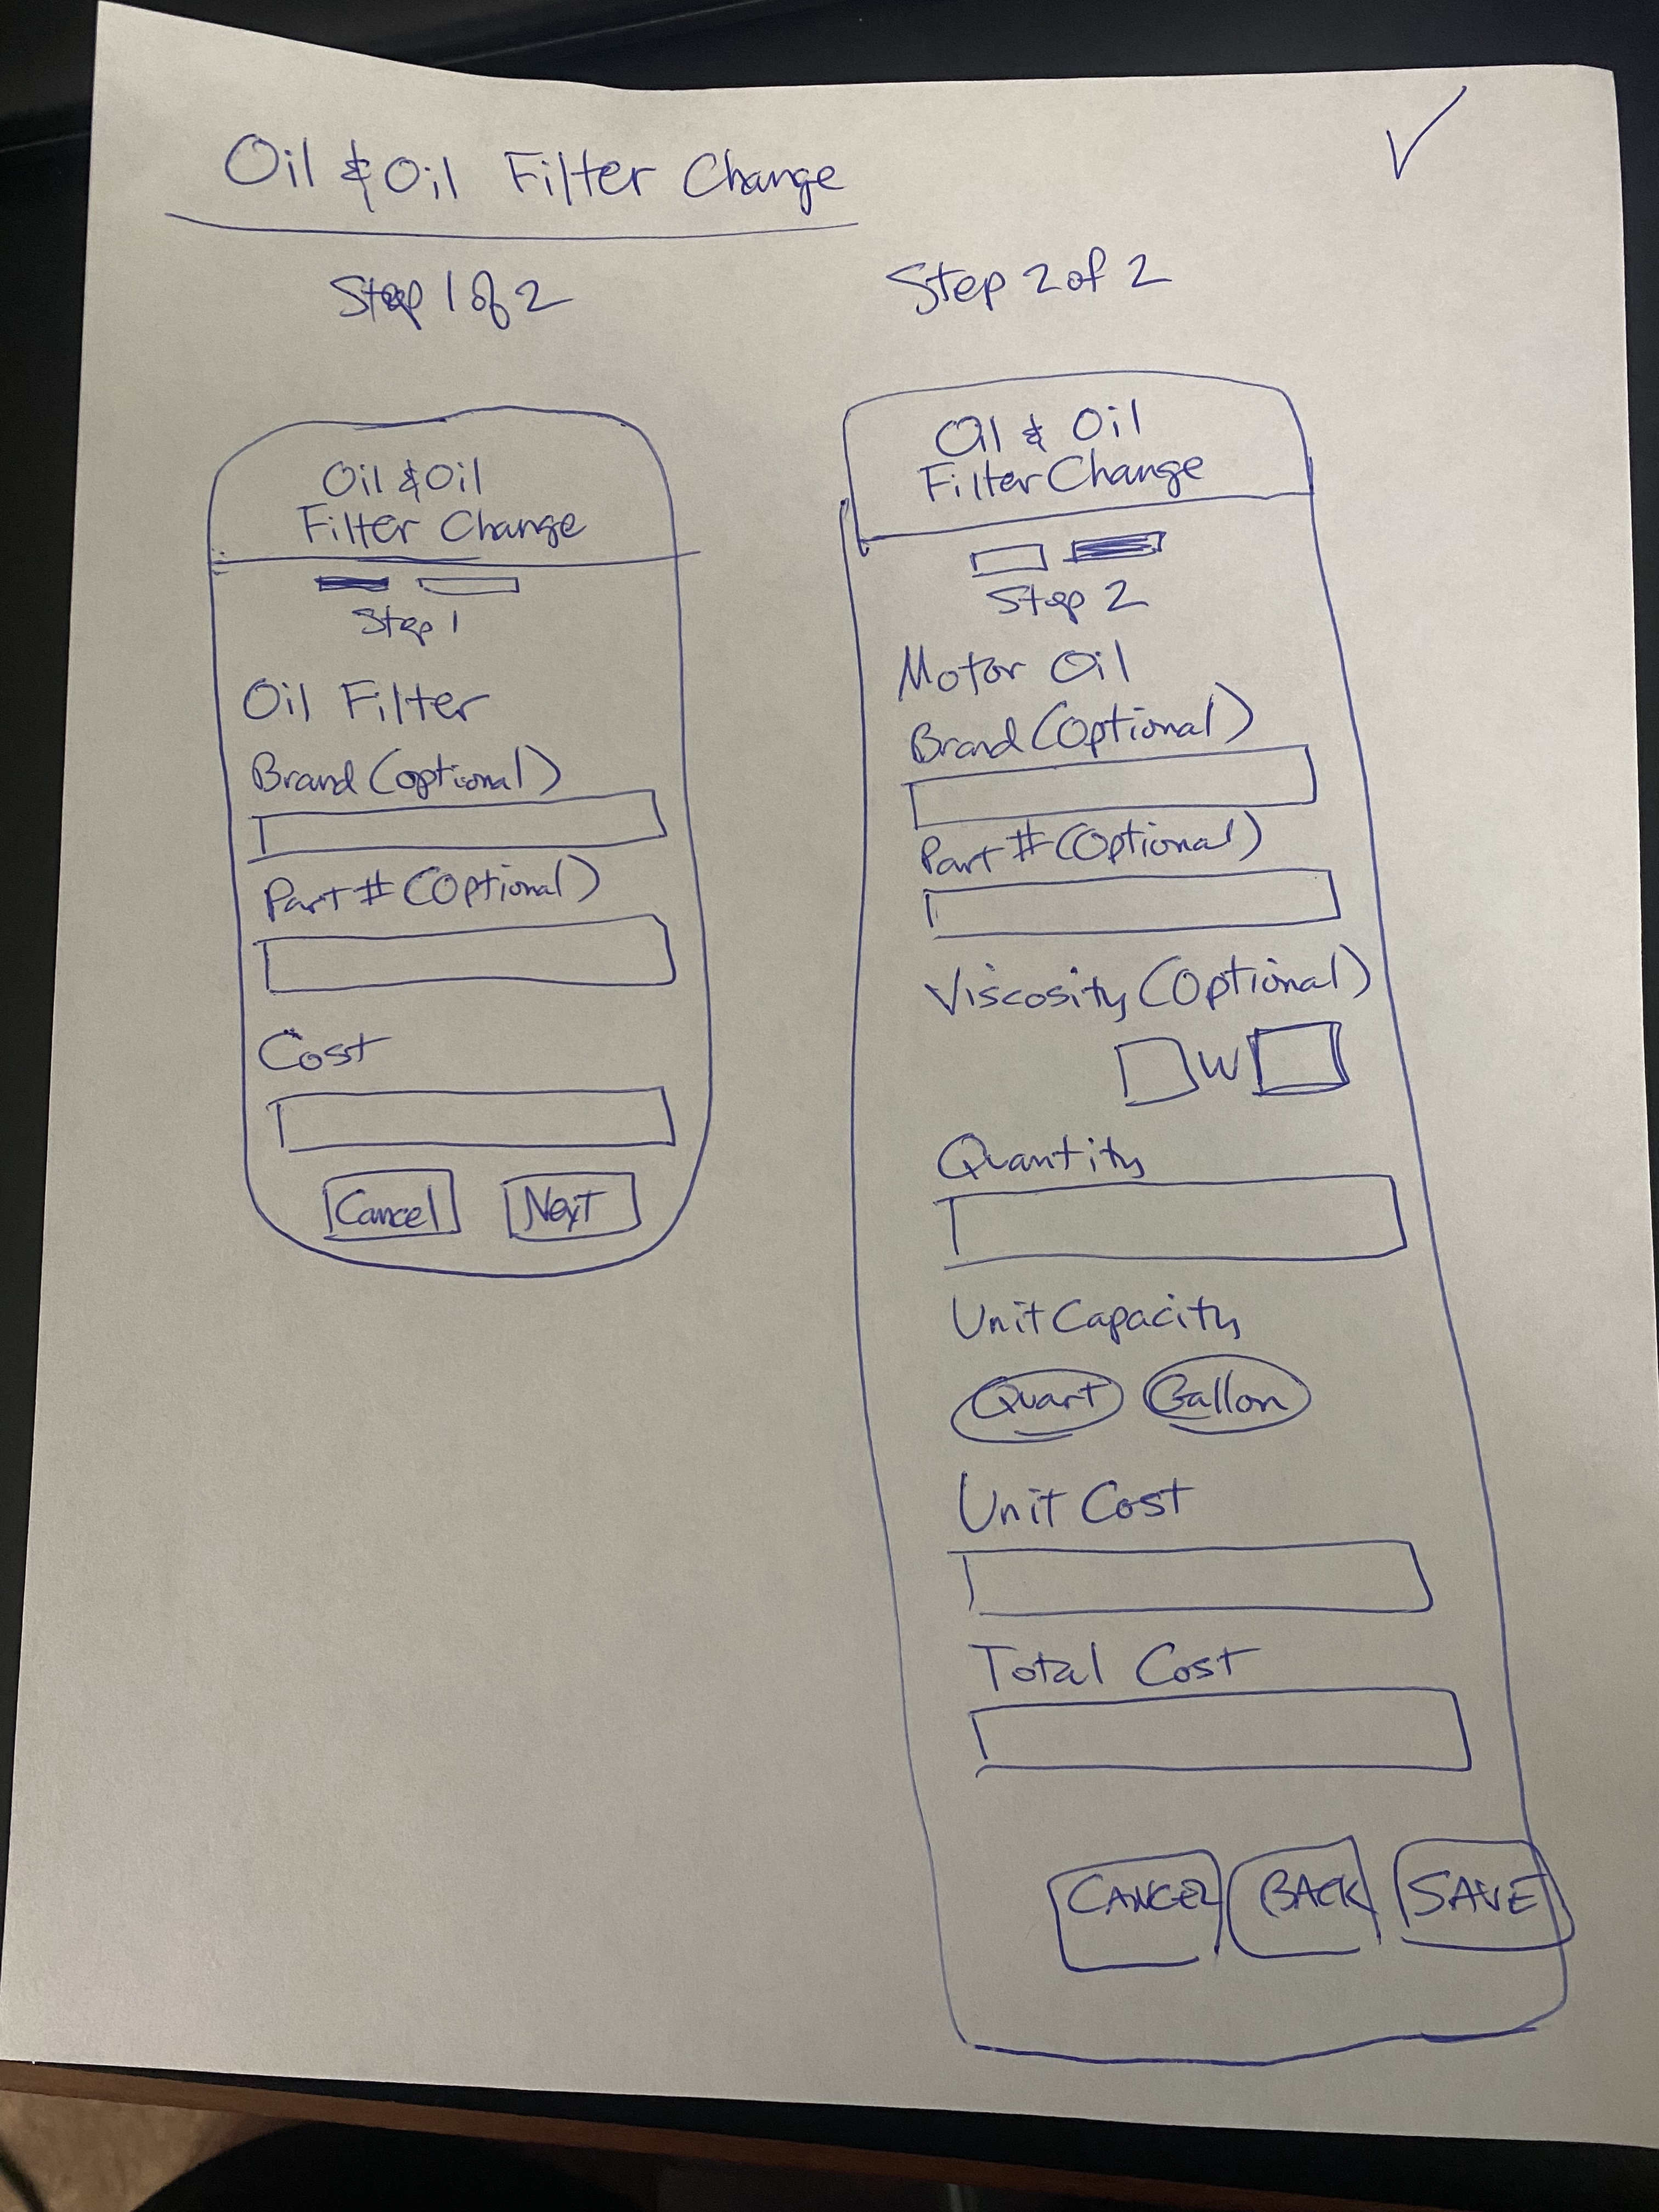 Oil & Oil Filter Change
Step 1 of 2
Oil & Oil
Filter Change
Step 1
Oil Filter
Brand (optional)
Part # (Optional)
Cost
Cancel Next
Step 2 of 2
Oil & Oil
Filter Change
Step 2
Motor Oil
Brand (Optional)
Part # (Optional)
Viscosity (Optional)
W
Quantity
Unit Capacity
Quart Gallon
Unit Cost
Total Cost
CANCEL BACK SAVE